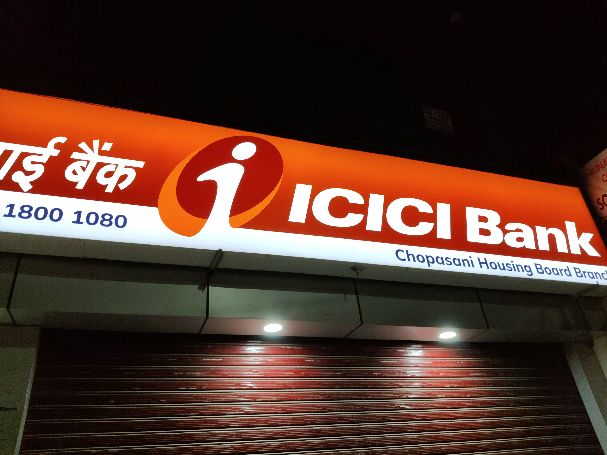 बैंक
ICICI Bank
1800 1080
Chopasani Housing Board Branch